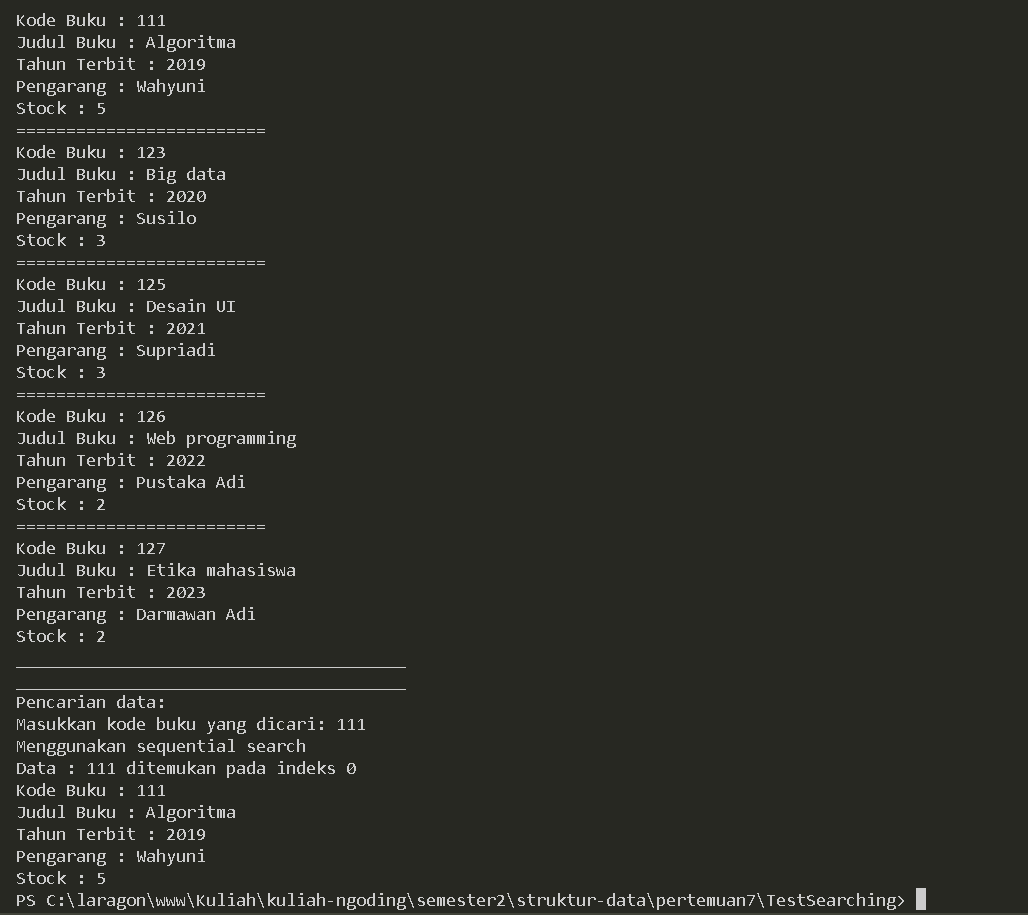 Kode Buku : 111
Judul Buku : Algoritma
Tahun Terbit : 2019
Pengarang : Wahyuni
Stock : 5
=========================
Kode Buku : 123
Judul Buku : Big data
Tahun Terbit : 2020
Pengarang : Susilo
Stock : 3
=========================
Kode Buku : 125
Judul Buku : Desain UI
Tahun Terbit : 2021
Pengarang : Supriadi
Stock : 3
=========================
Kode Buku : 126
Judul Buku : Web programming
Tahun Terbit : 2022
Pengarang : Pustaka Adi
Stock : 2
=========================
Kode Buku : 127
Judul Buku : Etika mahasiswa
Tahun Terbit : 2023
Pengarang : Darmawan Adi
Stock : 2
_______________________________________
_______________________________________
Pencarian data:
Masukkan kode buku yang dicari: 111
Menggunakan sequential search
Data : 111 ditemukan pada indeks 0
Kode Buku : 111
Judul Buku : Algoritma
Tahun Terbit : 2019
Pengarang : Wahyuni
Stock : 5
PS C:\laragon\www\Kuliah\kuliah-ngoding\semester2\struktur-data\pertemuan7\TestSearching>